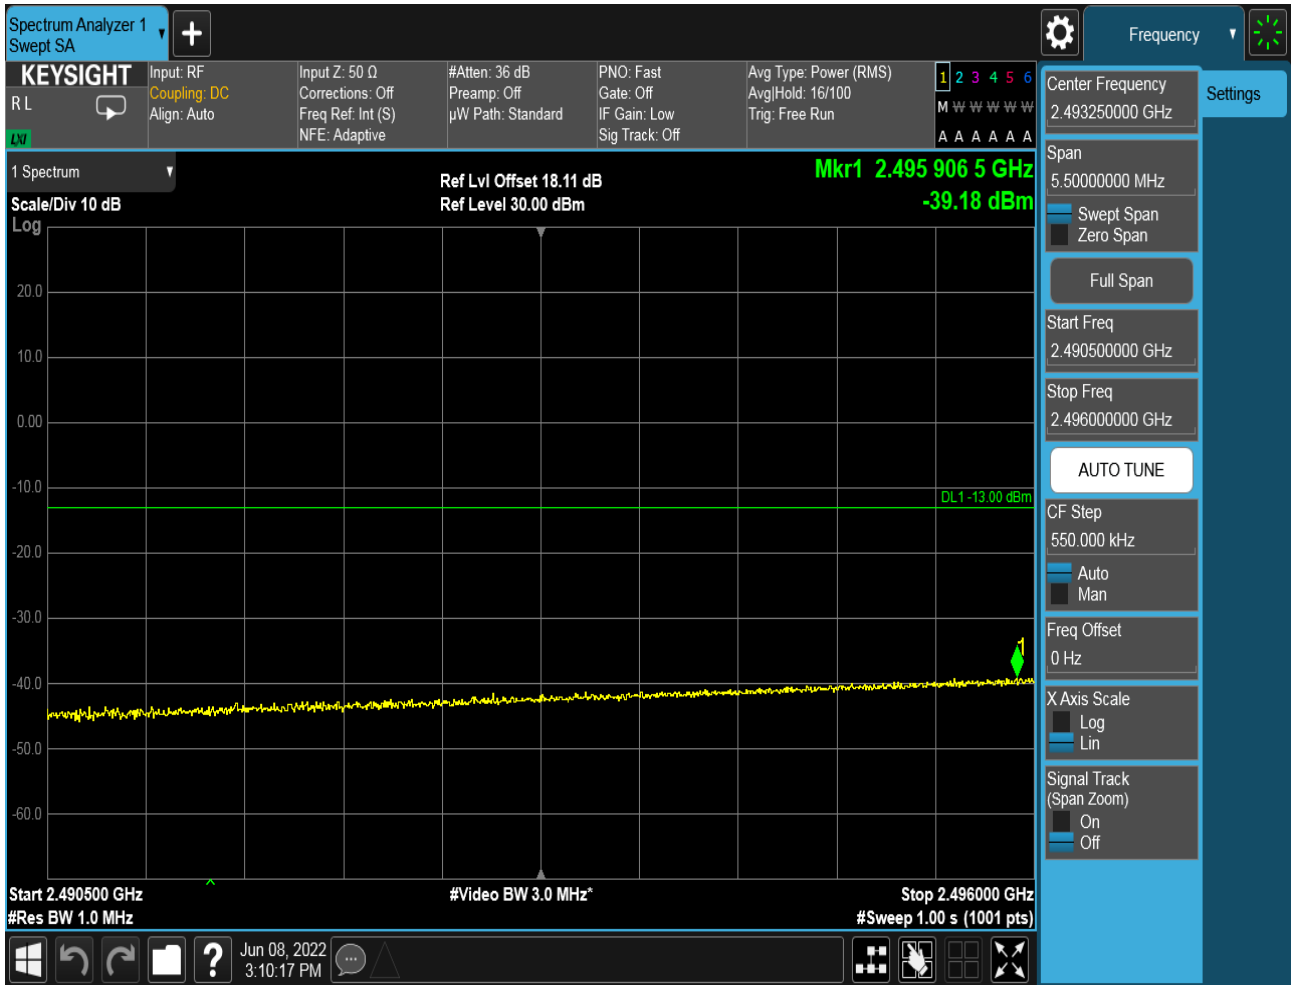 Spectrum Analyzer 1
Swept SA
Frequency
KEYSIGHT
R L
LXI
Input: RF
Coupling: DC
Align: Auto
Input Z: 50 Ω
Corrections: Off
Freq Ref: Int (S)
NFE: Adaptive
#Atten: 36 dB
Preamp: Off
µW Path: Standard
PNO: Fast
Gate: Off
IF Gain: Low
Sig Track: Off
Avg Type: Power (RMS)
Avg|Hold: 16/100
Trig: Free Run
1 2 3 4 5 6
M W W W W W
A A A A A A
1 Spectrum
Scale/Div 10 dB
Log
Ref Lvl Offset 18.11 dB
Ref Level 30.00 dBm
Mkr1 2.495 906 5 GHz
-39.18 dBm
20.0
10.0
0.00
-10.0
-20.0
-30.0
-40.0
-50.0
-60.0
DL1 -13.00 dBm
1
Start 2.490500 GHz
#Res BW 1.0 MHz
#Video BW 3.0 MHz*
Stop 2.496000 GHz
#Sweep 1.00 s (1001 pts)
Jun 08, 2022
3:10:17 PM
Center Frequency
2.493250000 GHz
Span
5.50000000 MHz
Swept Span
Zero Span
Full Span
Start Freq
2.490500000 GHz
Stop Freq
2.496000000 GHz
AUTO TUNE
CF Step
550.000 kHz
Auto
Man
Freq Offset
0 Hz
X Axis Scale
Log
Lin
Signal Track
(Span Zoom)
On
Off
Settings